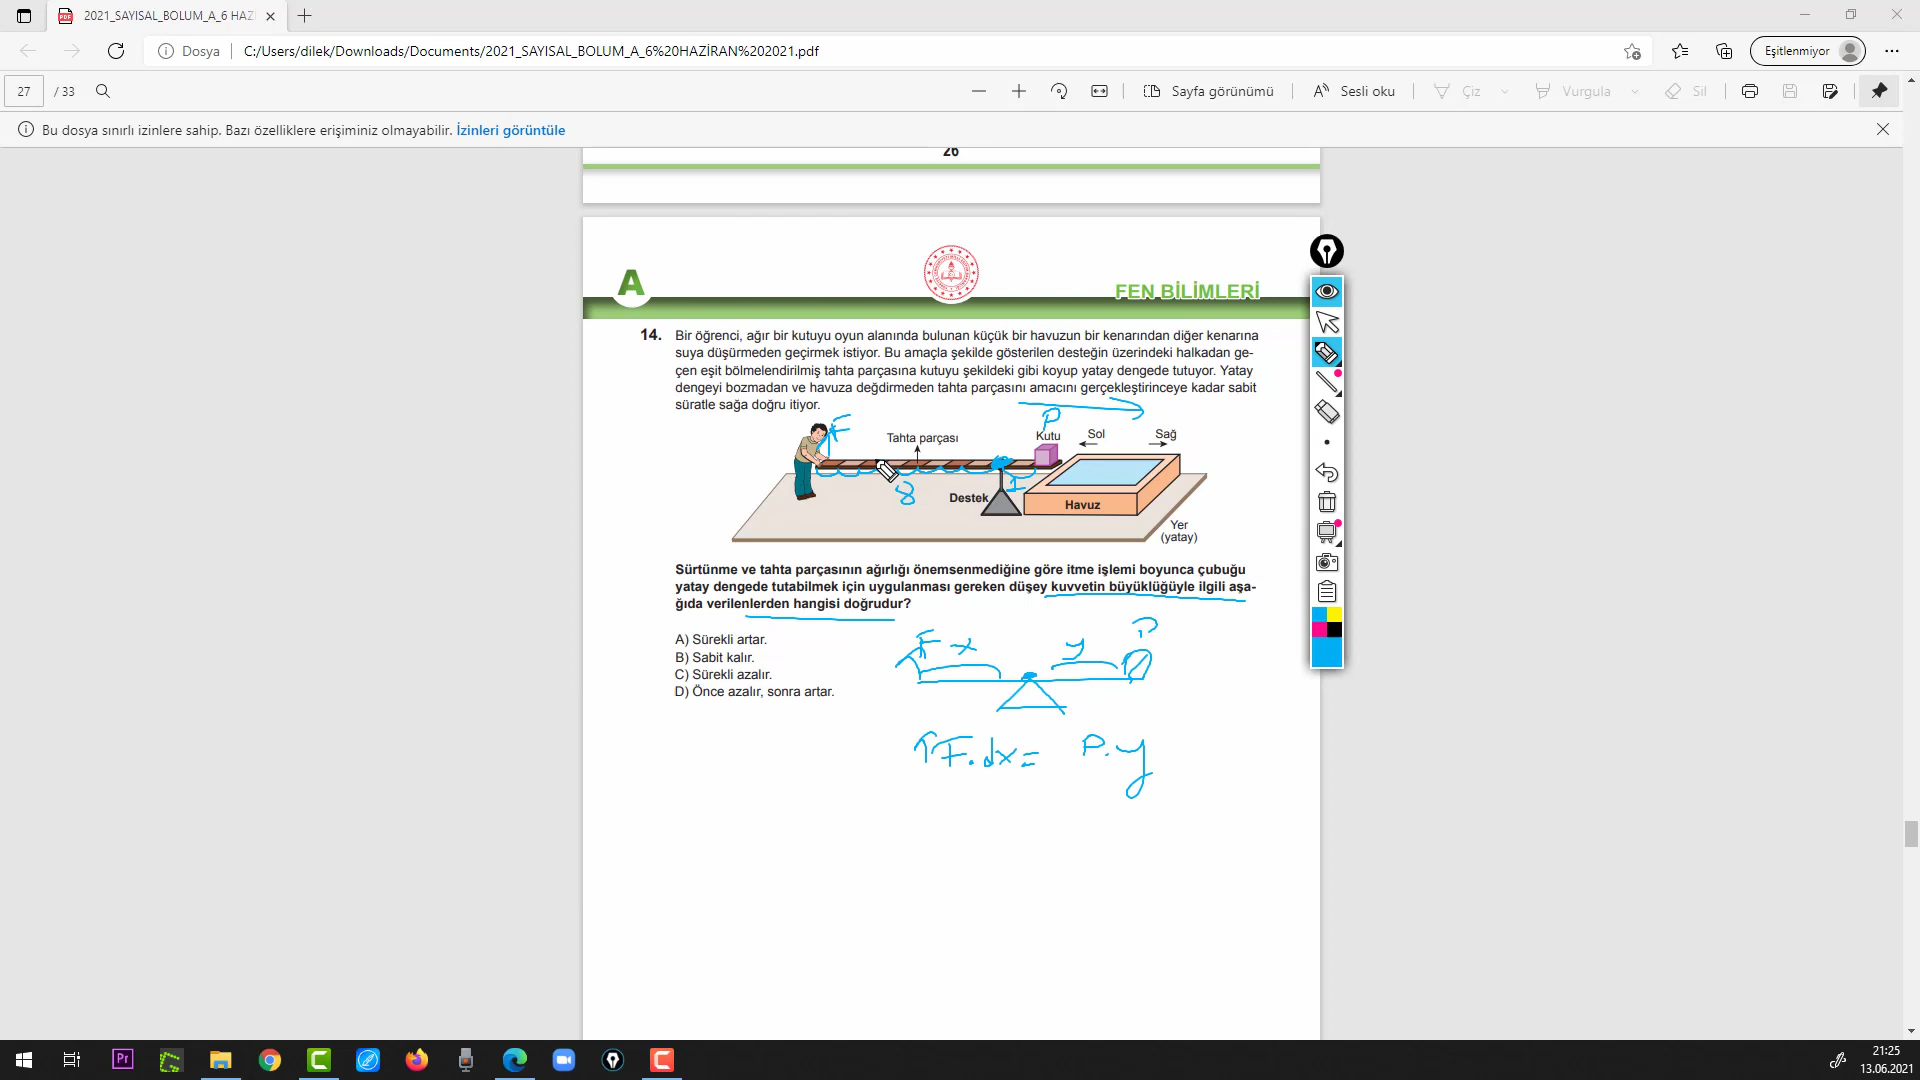 2021_SAYISAL_BOLUM_A_6 HAZ
Dosya
C:/Users/dilek/Downloads/Documents/2021_SAYISAL_BOLUM_A_6%20HAZİRAN%202021.pdf
Eşitlenmiyor
27 / 33
Sayfa görünümü
Sesli oku
Çiz
Vurgula
Sil
Bu dosya sınırlı izinlere sahip. Bazı özelliklere erişiminiz olmayabilir. İzinleri görüntüle
26
A
FEN BİLİMLERİ
14. Bir öğrenci, ağır bir kutuyu oyun alanında bulunan küçük bir havuzun bir kenarından diğer kenarına
suya düşürmeden geçirmek istiyor. Bu amaçla şekilde gösterilen desteğin üzerindeki halkadan ge-
çen eşit bölmelendirilmiş tahta parçasına kutuyu şekildeki gibi koyup yatay dengede tutuyor. Yatay
dengeyi bozmadan ve havuza değdirmeden tahta parçasını amacını gerçekleştirinceye kadar sabit
süratle sağa doğru itiyor.
F
P
Tahta parçası
Kutu
Sol
Sağ
8
1
Destek
Havuz
Yer
(yatay)
Sürtünme ve tahta parçasının ağırlığı önemsenmediğine göre itme işlemi boyunca çubuğu
yatay dengede tutabilmek için uygulanması gereken düşey kuvvetin büyüklüğüyle ilgili aşa-
ğıda verilenlerden hangisi doğrudur?
A) Sürekli artar.
B) Sabit kalır.
C) Sürekli azalır.
D) Önce azalır, sonra artar.
F x y P
↑F.dx = P.y
Pr
21:25
13.06.2021